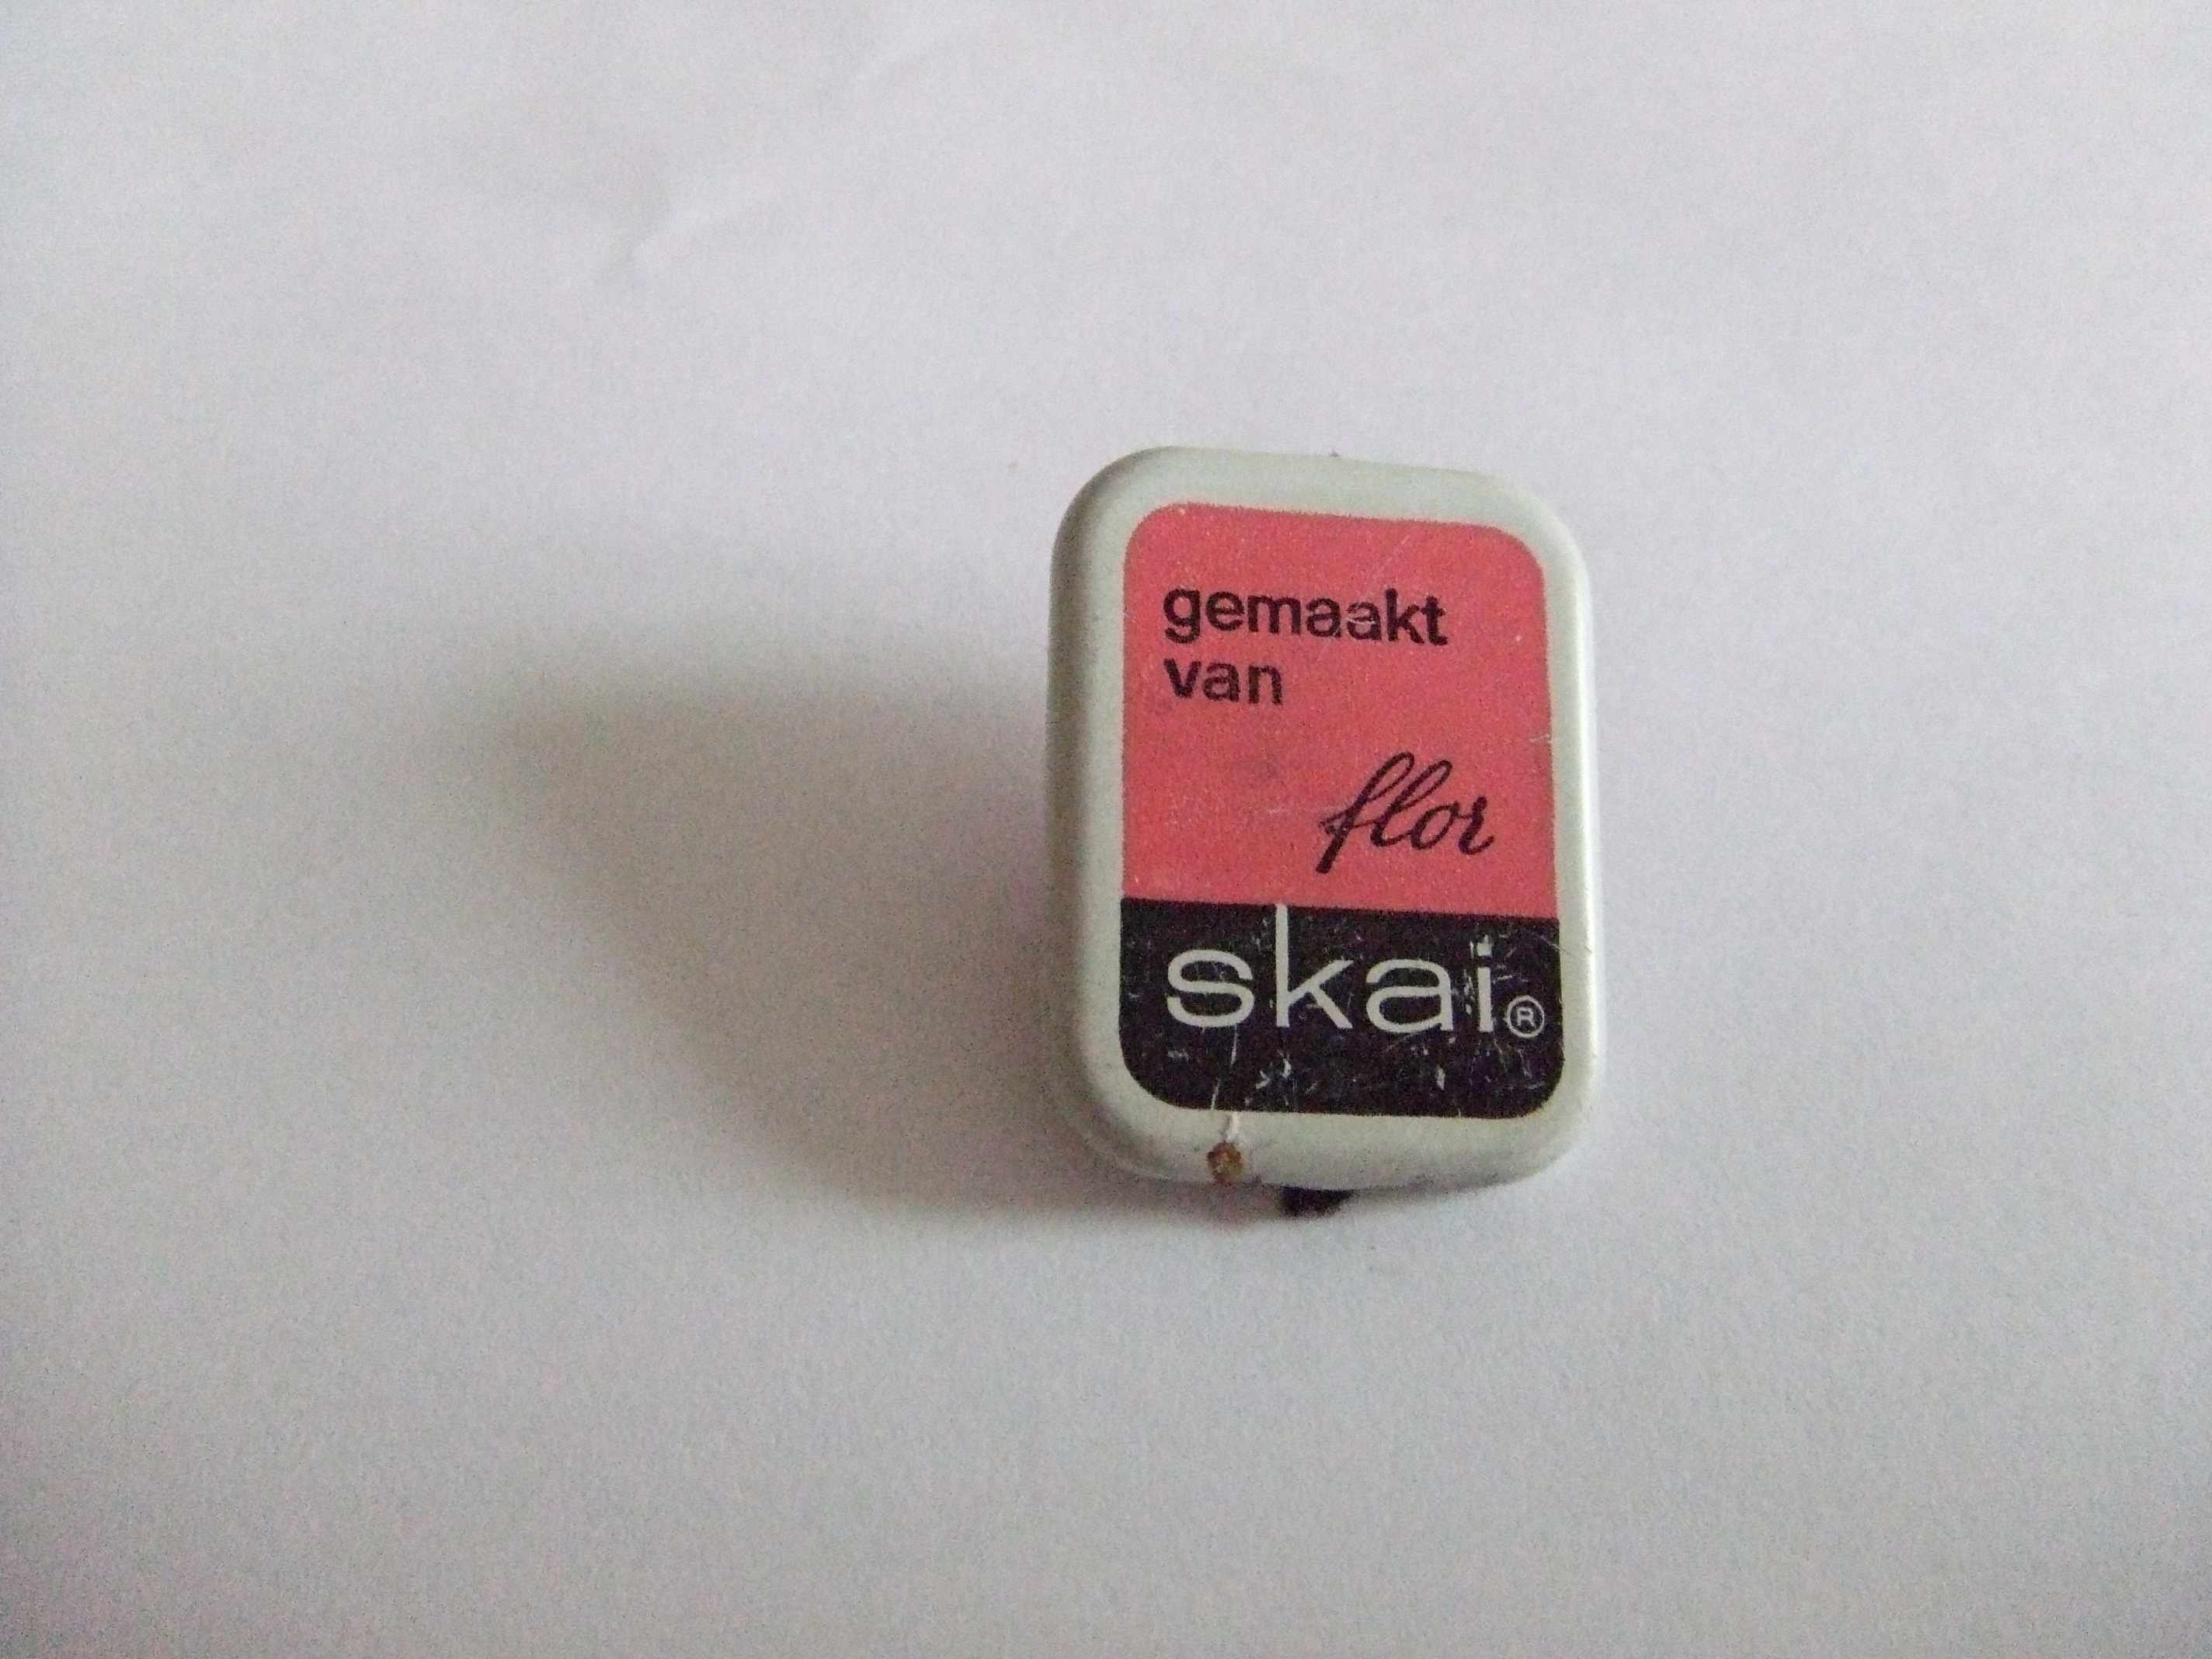 gemaakt
van
flor
skai®